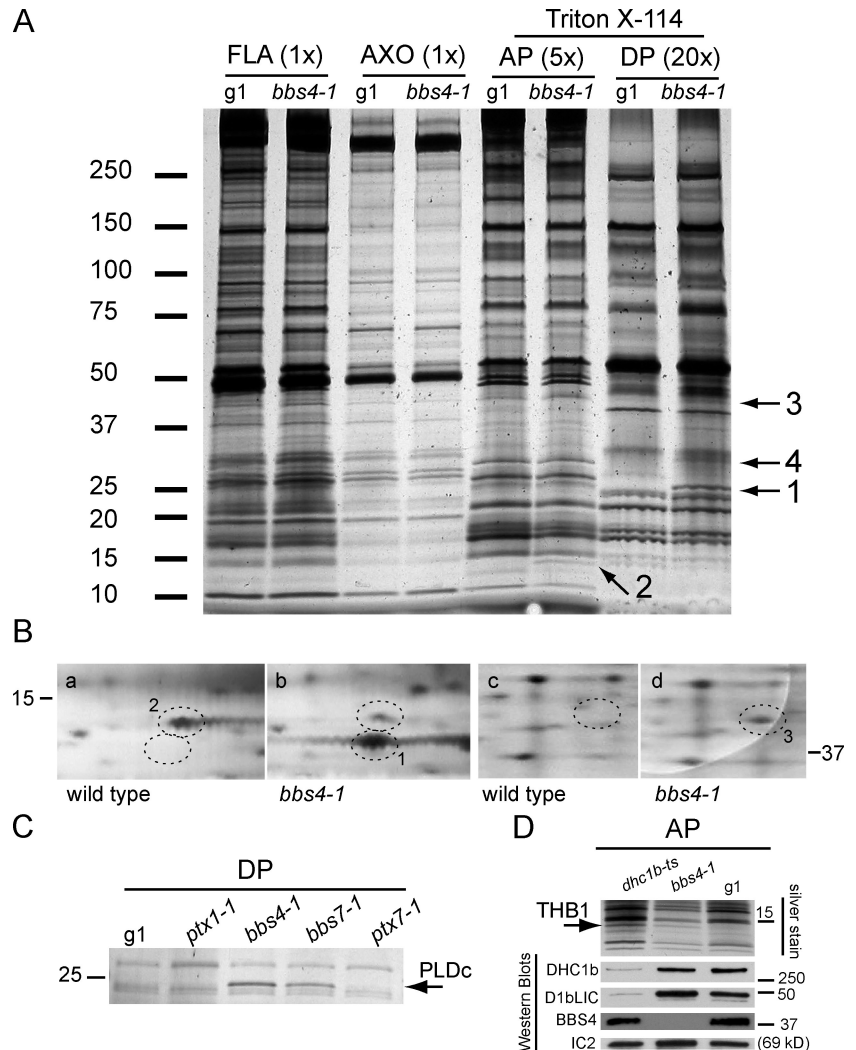 A
Triton X-114
FLA (1x) AXO (1x) AP (5x) DP (20x)
g1 bbs4-1 g1 bbs4-1 g1 bbs4-1 g1 bbs4-1
250
150
100
75
50
37
25
20
15
10
3
4
1
2
B
15
a
2
b
1
c
d
3
37
wild type
bbs4-1
wild type
bbs4-1
C
DP
g1 ptx1-1 bbs4-1 bbs7-1 ptx7-1
25
PLDc
D
AP
dhc1b-ts bbs4-1 g1
THB1
15
silver stain
Western Blots
DHC1b
250
D1bLIC
50
BBS4
37
IC2
(69 kD)